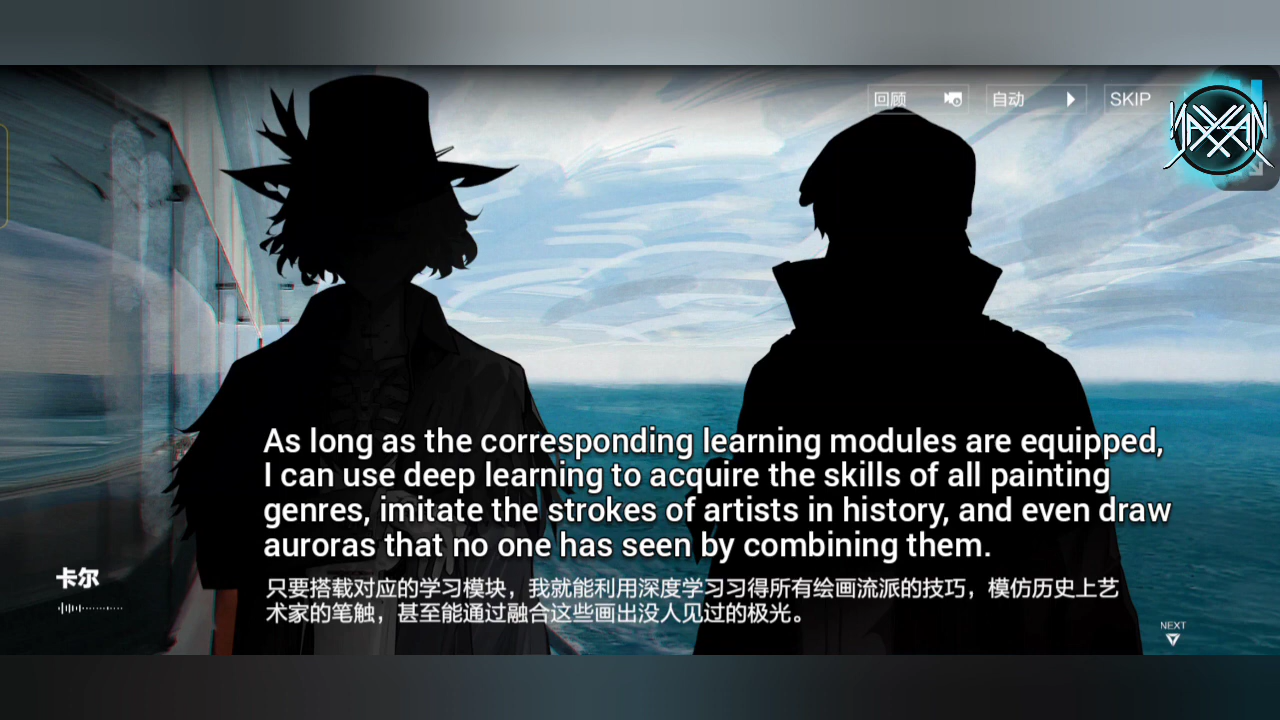 回顾
自动
SKIP
As long as the corresponding learning modules are equipped,
I can use deep learning to acquire the skills of all painting
genres, imitate the strokes of artists in history, and even draw
auroras that no one has seen by combining them.
卡尔
只要搭载对应的学习模块，我就能利用深度学习习得所有绘画流派的技巧，模仿历史上艺
术家的笔触，甚至能通过融合这些画出没人见过的极光。
NEXT